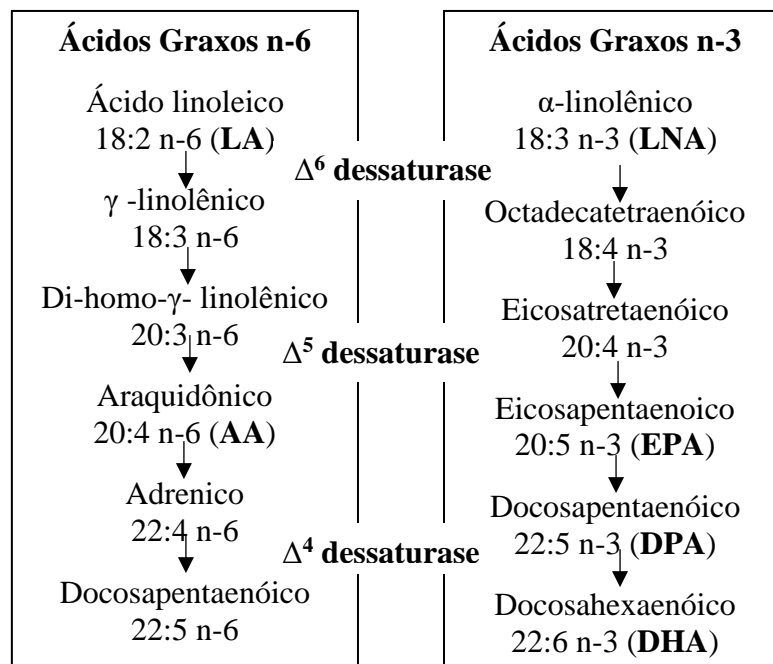 Ácidos Graxos n-6
Ácido linoleico
18:2 n-6 (LA)
γ -linolênico
18:3 n-6
Di-homo-γ- linolênico
20:3 n-6
Araquidônico
20:4 n-6 (AA)
Adrenico
22:4 n-6
Docosapentaenóico
22:5 n-6
Δ⁶ dessaturase
Δ⁵ dessaturase
Δ⁴ dessaturase
Ácidos Graxos n-3
α-linolênico
18:3 n-3 (LNA)
Octadecatetraenóico
18:4 n-3
Eicosatretaenóico
20:4 n-3
Eicosapentaenoico
20:5 n-3 (EPA)
Docosapentaenóico
22:5 n-3 (DPA)
Docosahexaenóico
22:6 n-3 (DHA)